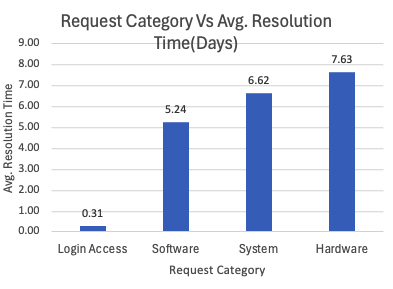 Request Category Vs Avg. Resolution
Time(Days)
9.00
8.00
7.00
6.00
5.00
4.00
3.00
2.00
1.00
0.00
Avg. Resolution Time
0.31
5.24
6.62
7.63
Login Access
Software
System
Hardware
Request Category